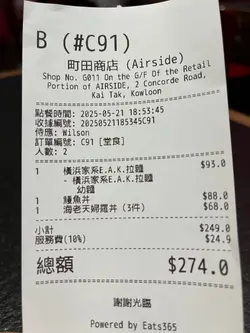 B (#C91)
町田商店 (Airside)
Shop No. G011 On the G/F Of the Retail
Portion of AIRSIDE, 2 Concorde Road,
Kai Tak, Kowloon
點餐時間: 2025-05-21 18:53:45
收據編號: 20250521185345C91
侍應: Wilson
訂單編號: C91 [堂食]
人數: 2
1 橫浜家系E.A.K.拉麵 $93.0
- 橫浜家系E.A.K.拉麵
幼麵
1 鰻魚丼 $88.0
1 海老天婦羅丼 (3件) $68.0
小計 $249.0
服務費(10%) $24.9
總額 $274.0
謝謝光臨
Powered by Eats365